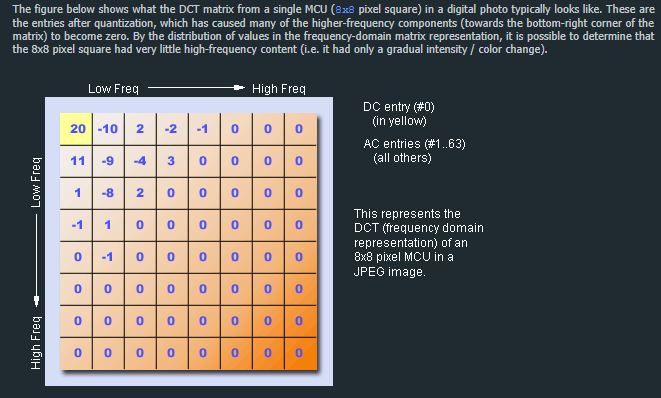 The figure below shows what the DCT matrix from a single MCU (8x8 pixel square) in a digital photo typically looks like. These are
the entries after quantization, which has caused many of the higher-frequency components (towards the bottom-right corner of the
matrix) to become zero. By the distribution of values in the frequency-domain matrix representation, it is possible to determine that
the 8x8 pixel square had very little high-frequency content (i.e. it had only a gradual intensity / color change).
Low Freq High Freq
DC entry (#0)
(in yellow)
AC entries (#1..63)
(all others)
Low Freq
High Freq
20 -10 2 -2 -1 0 0 0
11 -9 -4 3 0 0 0 0
1 -8 2 0 0 0 0 0
-1 1 0 0 0 0 0 0
0 -1 0 0 0 0 0 0
0 0 0 0 0 0 0 0
0 0 0 0 0 0 0 0
0 0 0 0 0 0 0 0
This represents the
DCT (frequency domain
representation) of an
8x8 pixel MCU in a
JPEG image.